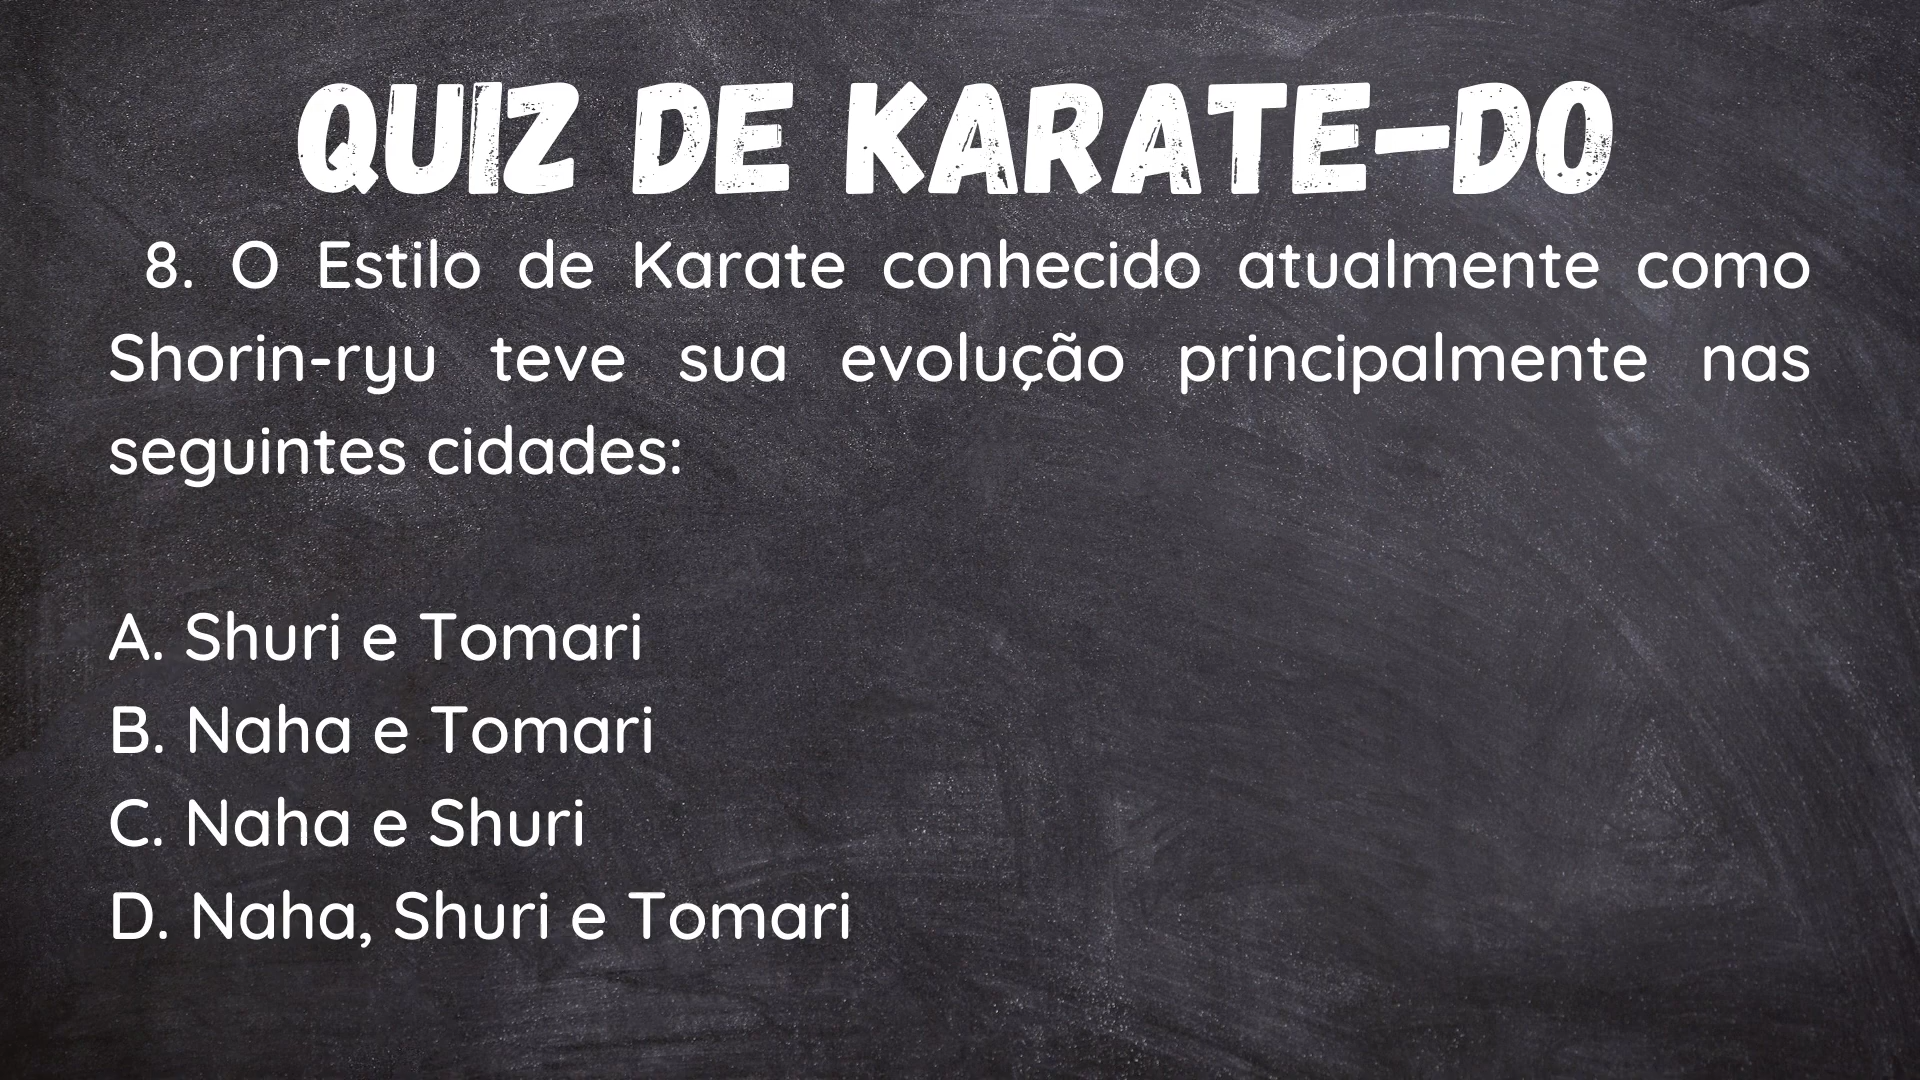 QUIZ DE KARATE-DO
8. O Estilo de Karate conhecido atualmente como
Shorin-ryu teve sua evolução principalmente nas
seguintes cidades:
A. Shuri e Tomari
B. Naha e Tomari
C. Naha e Shuri
D. Naha, Shuri e Tomari